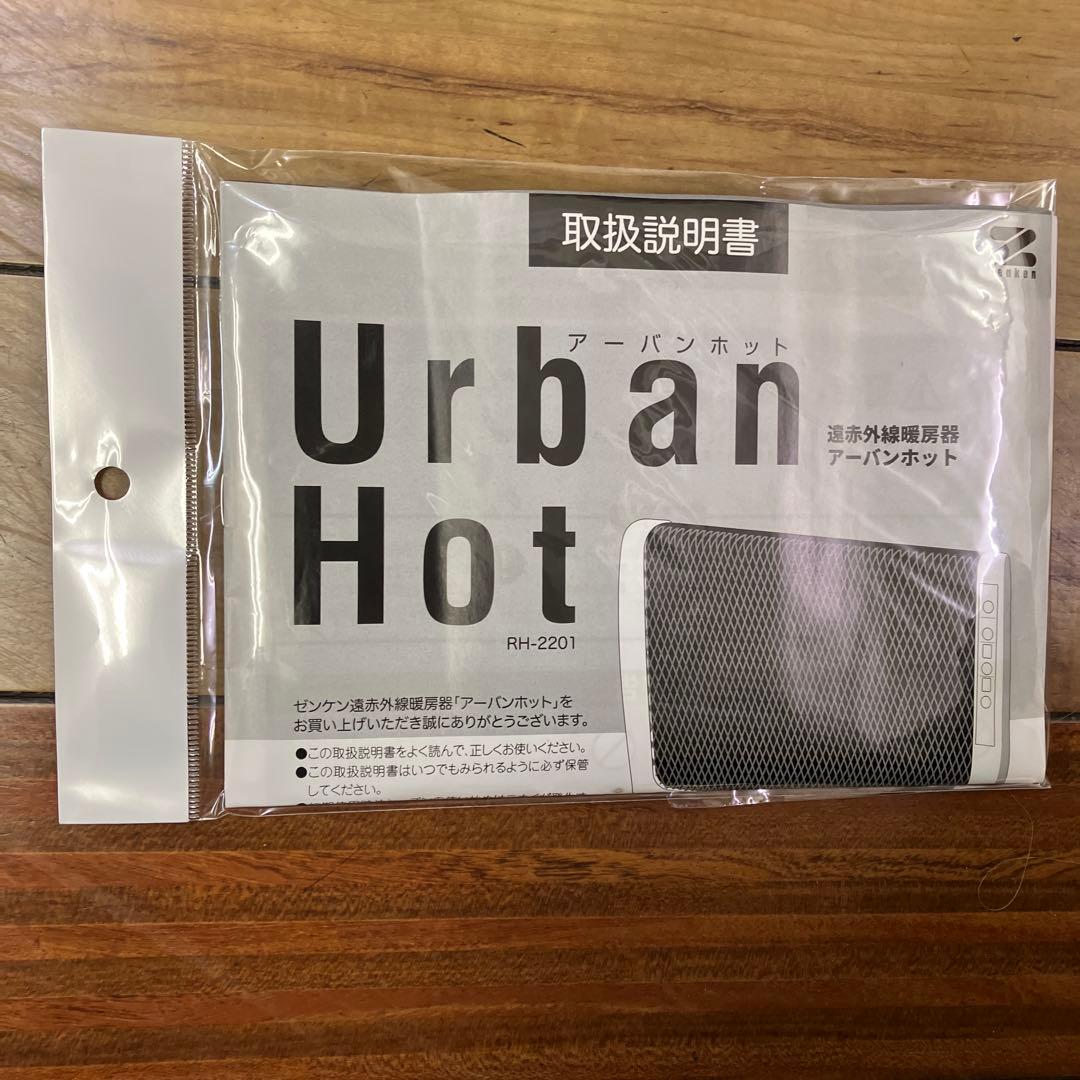 取扱説明書
zenken
アーバンホット
Urban
Hot
遠赤外線暖房器
アーバンホット
RH-2201
ゼンケン遠赤外線暖房器「アーバンホット」を
お買い上げいただき誠にありがとうございます。
●この取扱説明書をよく読んで、正しくお使いください。
●この取扱説明書はいつでもみられるように必ず保管
してください。